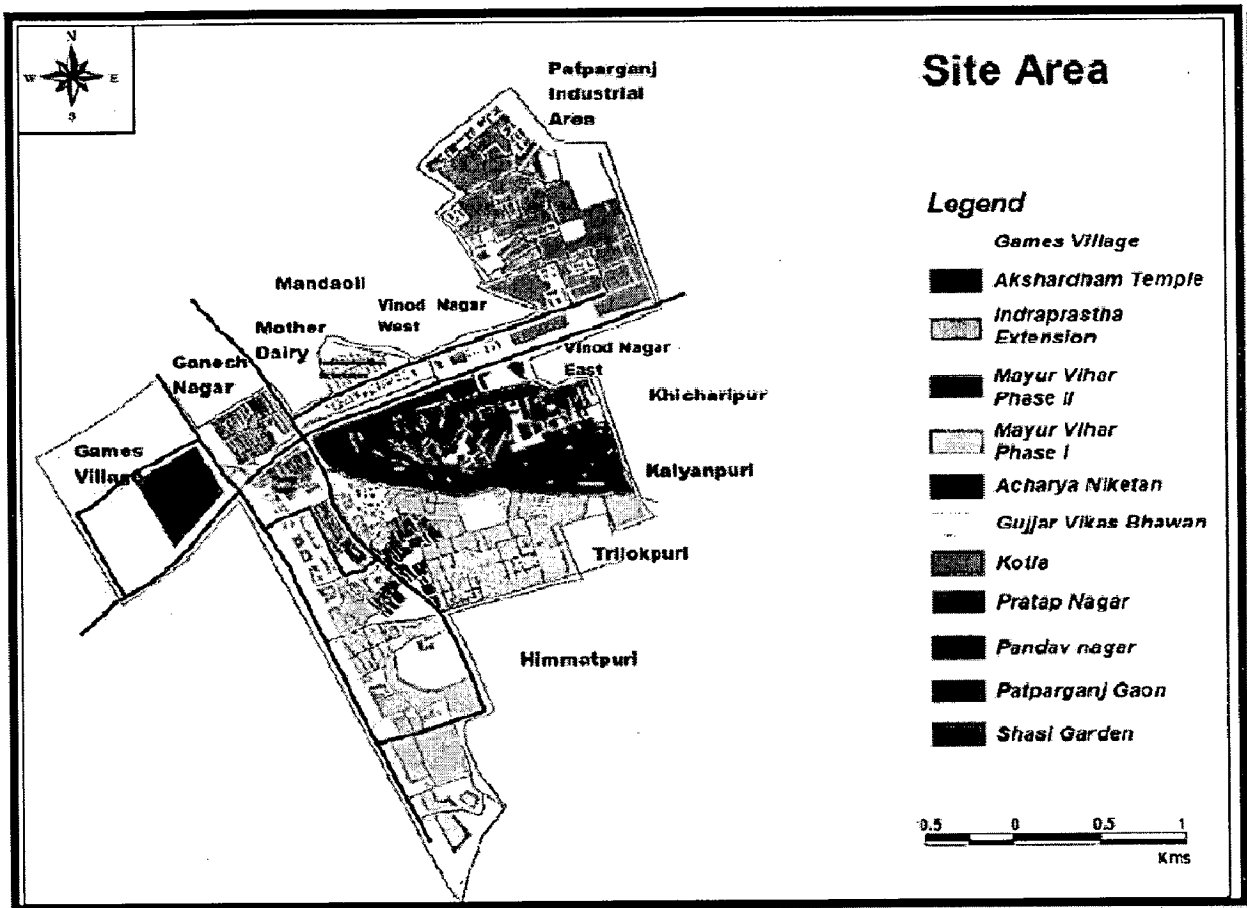 N
W E
S
Site Area
Patparganj
Industrial
Area
Mandaoli
Vinod Nagar
West
Mother
Dairy
Ganesh
Nagar
Vinod Nagar
East
Khicharipur
Games
Village
Kalyanpuri
Trilokpuri
Himmatpuri
Legend
Games Village
Akshardham Temple
Indraprastha
Extension
Mayur Vihar
Phase II
Mayur Vihar
Phase I
Acharya Niketan
Gujjar Vikas Bhawan
Kotla
Pratap Nagar
Pandav nagar
Patparganj Gaon
Shasi Garden
0.5 0 0.5 1
Kms